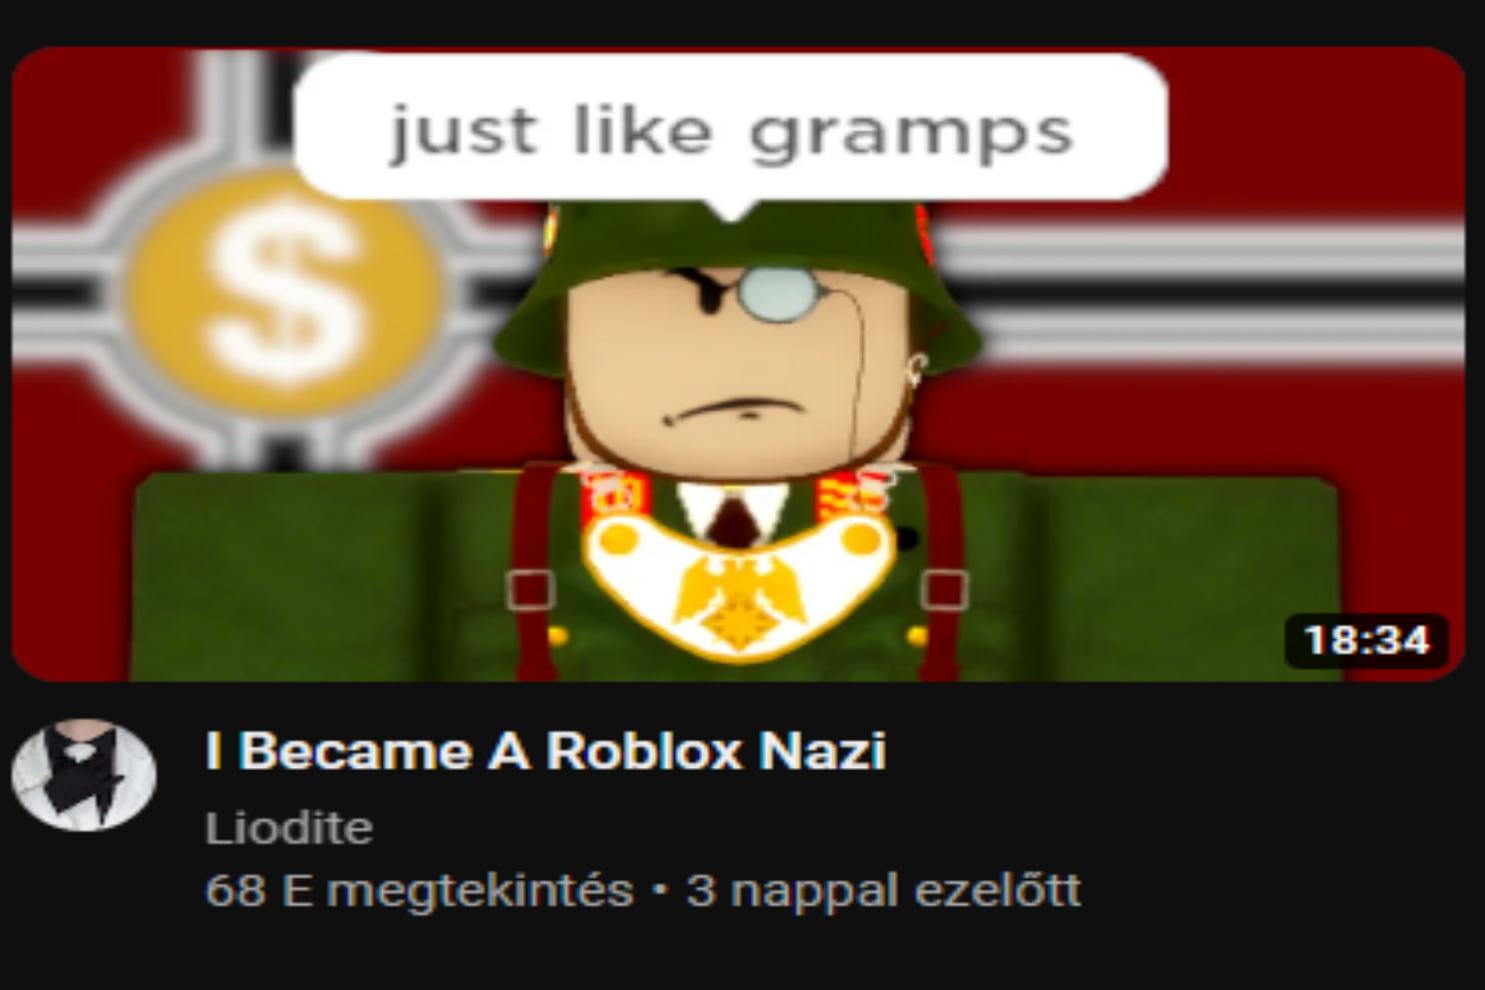 just like gramps
$
18:34
I Became A Roblox Nazi
Liodite
68 E megtekintés • 3 nappal ezelőtt